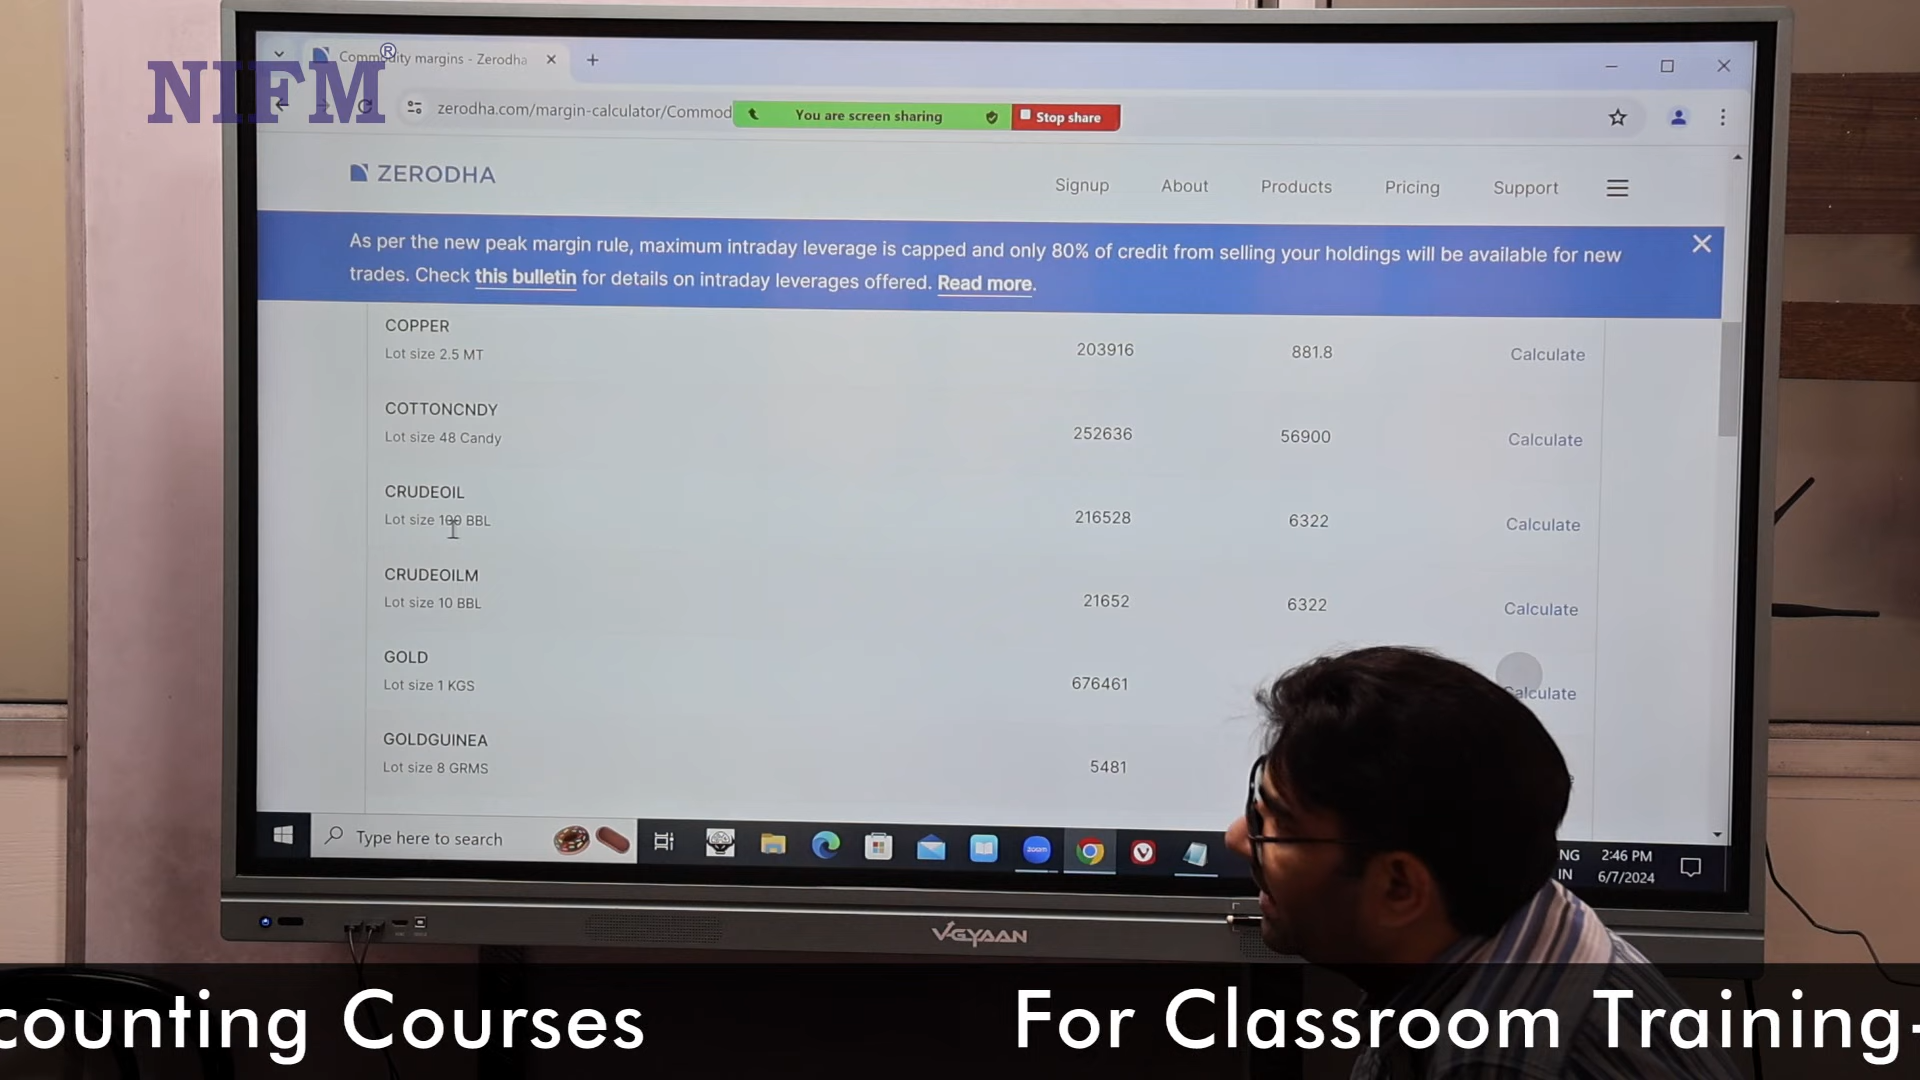 NIFM®
Commodity margins - Zerodha
zerodha.com/margin-calculator/Commod
You are screen sharing
Stop share
ZERODHA
Signup About Products Pricing Support
As per the new peak margin rule, maximum intraday leverage is capped and only 80% of credit from selling your holdings will be available for new
trades. Check this bulletin for details on intraday leverages offered. Read more.
COPPER
Lot size 2.5 MT 203916 881.8 Calculate
COTTONCNDY
Lot size 48 Candy 252636 56900 Calculate
CRUDEOIL
Lot size 100 BBL 216528 6322 Calculate
CRUDEOILM
Lot size 10 BBL 21652 6322 Calculate
GOLD
Lot size 1 KGS 676461 Calculate
GOLDGUINEA
Lot size 8 GRMS 5481
Type here to search
zoom
NG 2:46 PM
IN 6/7/2024
V-GYAAN
counting Courses For Classroom Training-